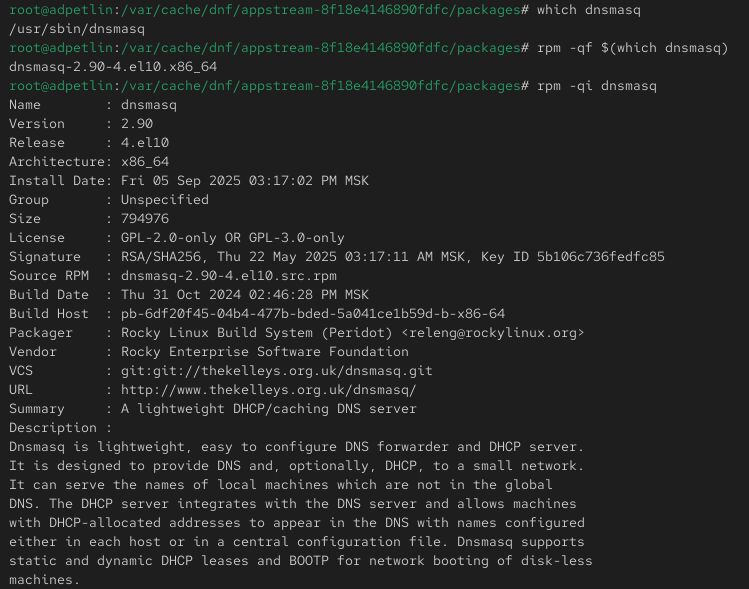 root@adpetlin:/var/cache/dnf/appstream-8f18e4146890fdfc/packages# which dnsmasq
/usr/sbin/dnsmasq
root@adpetlin:/var/cache/dnf/appstream-8f18e4146890fdfc/packages# rpm -qf $(which dnsmasq)
dnsmasq-2.90-4.el10.x86_64
root@adpetlin:/var/cache/dnf/appstream-8f18e4146890fdfc/packages# rpm -qi dnsmasq
Name        : dnsmasq
Version     : 2.90
Release     : 4.el10
Architecture: x86_64
Install Date: Fri 05 Sep 2025 03:17:02 PM MSK
Group       : Unspecified
Size        : 794976
License     : GPL-2.0-only OR GPL-3.0-only
Signature   : RSA/SHA256, Thu 22 May 2025 03:17:11 AM MSK, Key ID 5b106c736fedfc85
Source RPM  : dnsmasq-2.90-4.el10.src.rpm
Build Date  : Thu 31 Oct 2024 02:46:28 PM MSK
Build Host  : pb-6df20f45-04b4-477b-bded-5a041ce1b59d-b-x86-64
Packager    : Rocky Linux Build System (Peridot) <releng@rockylinux.org>
Vendor      : Rocky Enterprise Software Foundation
VCS         : git:git://thekelleys.org.uk/dnsmasq.git
URL         : http://www.thekelleys.org.uk/dnsmasq/
Summary     : A lightweight DHCP/caching DNS server
Description :
Dnsmasq is lightweight, easy to configure DNS forwarder and DHCP server.
It is designed to provide DNS and, optionally, DHCP, to a small network.
It can serve the names of local machines which are not in the global
DNS. The DHCP server integrates with the DNS server and allows machines
with DHCP-allocated addresses to appear in the DNS with names configured
either in each host or in a central configuration file. Dnsmasq supports
static and dynamic DHCP leases and BOOTP for network booting of disk-less
machines.